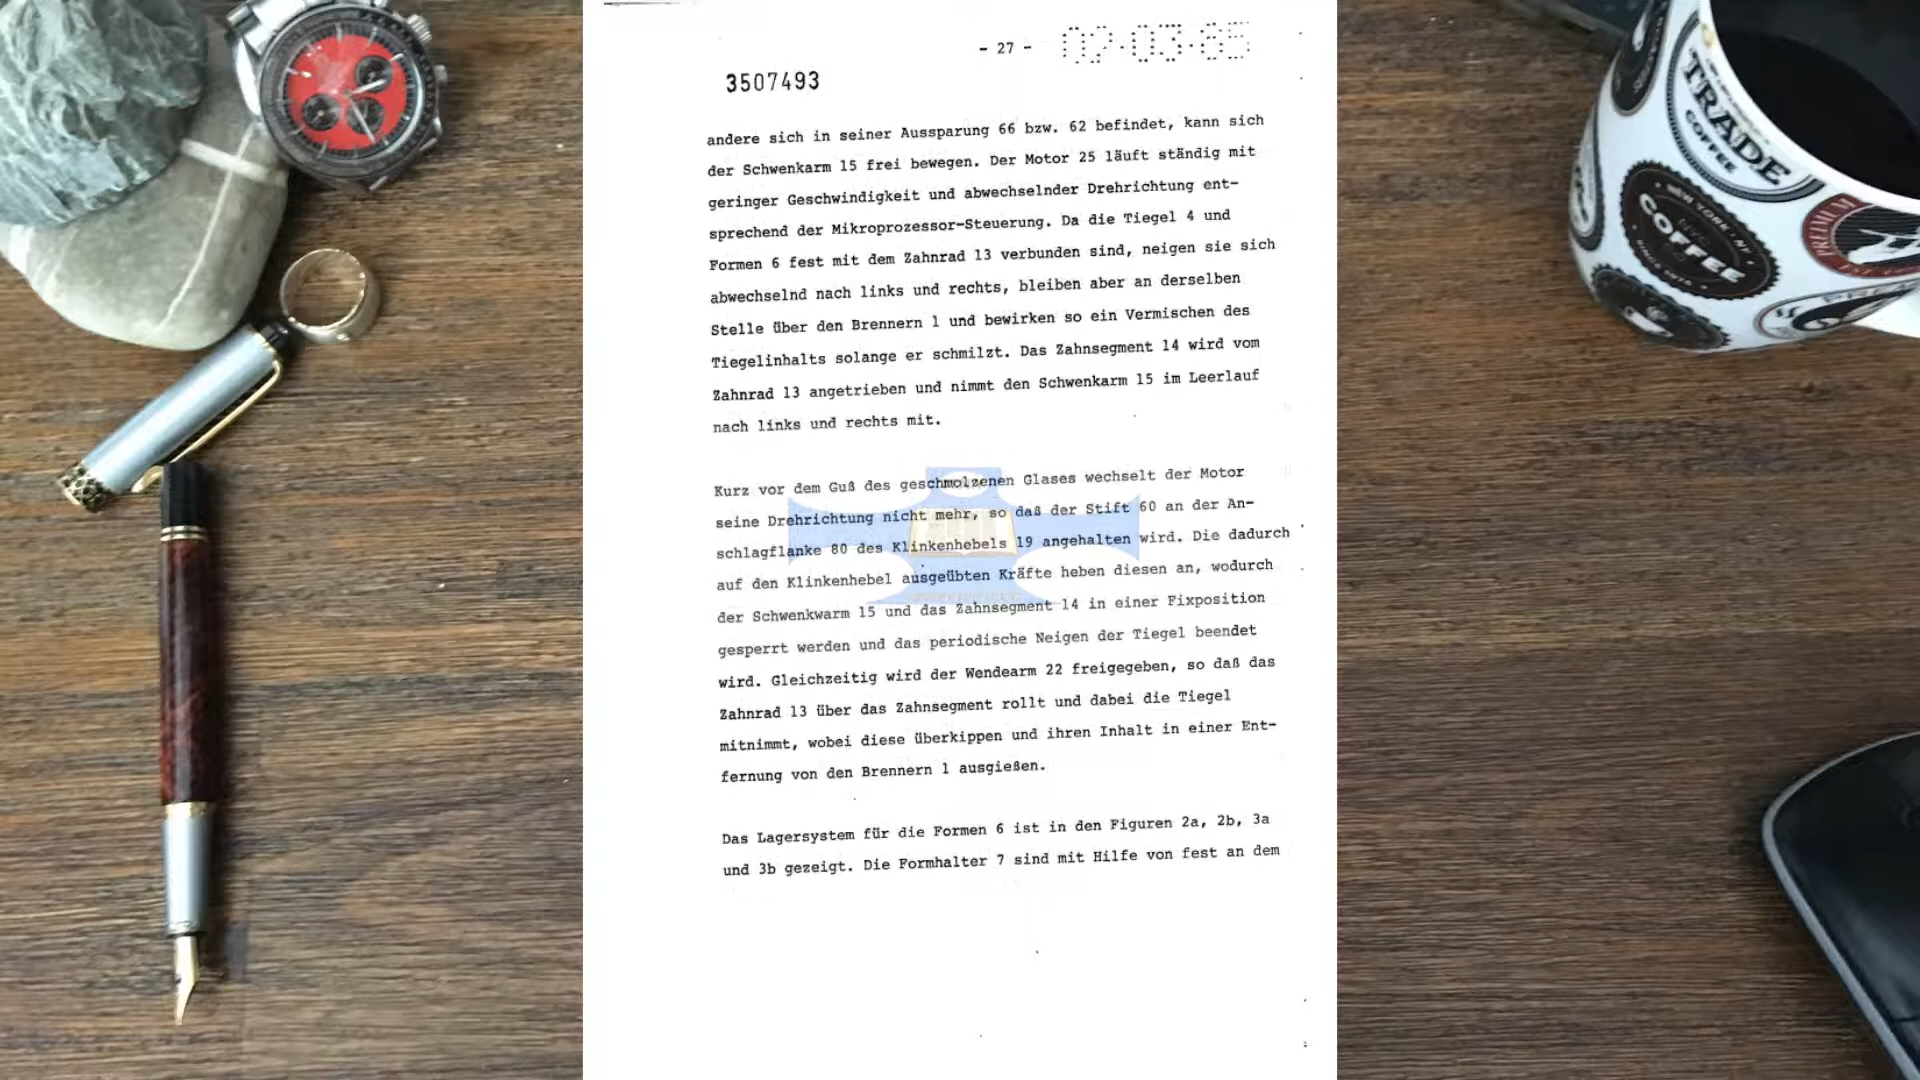 - 27 - 02·03·85
3507493
andere sich in seiner Aussparung 66 bzw. 62 befindet, kann sich
der Schwenkarm 15 frei bewegen. Der Motor 25 läuft ständig mit
geringer Geschwindigkeit und abwechselnder Drehrichtung ent-
sprechend der Mikroprozessor-Steuerung. Da die Tiegel 4 und
Formen 6 fest mit dem Zahnrad 13 verbunden sind, neigen sie sich
abwechselnd nach links und rechts, bleiben aber an derselben
Stelle über den Brennern 1 und bewirken so ein Vermischen des
Tiegelinhalts solange er schmilzt. Das Zahnsegment 14 wird vom
Zahnrad 13 angetrieben und nimmt den Schwenkarm 15 im Leerlauf
nach links und rechts mit.
Kurz vor dem Guß des geschmolzenen Glases wechselt der Motor
seine Drehrichtung nicht mehr, so daß der Stift 60 an der An-
schlagflanke 80 des Klinkenhebels 19 angehalten wird. Die dadurch
auf den Klinkenhebel ausgeübten Kräfte heben diesen an, wodurch
der Schwenkwarm 15 und das Zahnsegment 14 in einer Fixposition
gesperrt werden und das periodische Neigen der Tiegel beendet
wird. Gleichzeitig wird der Wendearm 22 freigegeben, so daß das
Zahnrad 13 über das Zahnsegment rollt und dabei die Tiegel
mitnimmt, wobei diese überkippen und ihren Inhalt in einer Ent-
fernung von den Brennern 1 ausgießen.
Das Lagersystem für die Formen 6 ist in den Figuren 2a, 2b, 3a
und 3b gezeigt. Die Formhalter 7 sind mit Hilfe von fest an dem
TRADE
COFFEE
NEW YORK, NY
COFFEE
PREMIUM